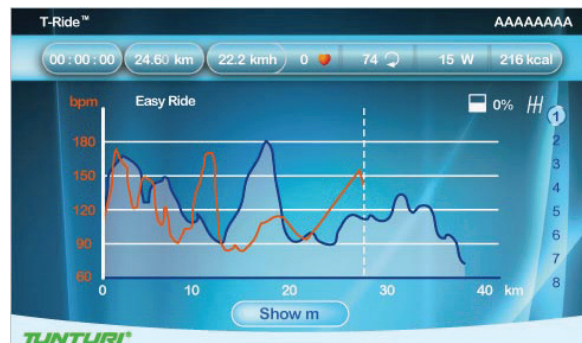 T-Ride™ AAAAAAAA
00:00:00 24.60 km 22.2 kmh 0 74 15 W 216 kcal
bpm Easy Ride 0%
1
180 2
150 3
4
120 5
90 6
7
60 8
0 10 20 30 40 km
Show m
TUNTURI®